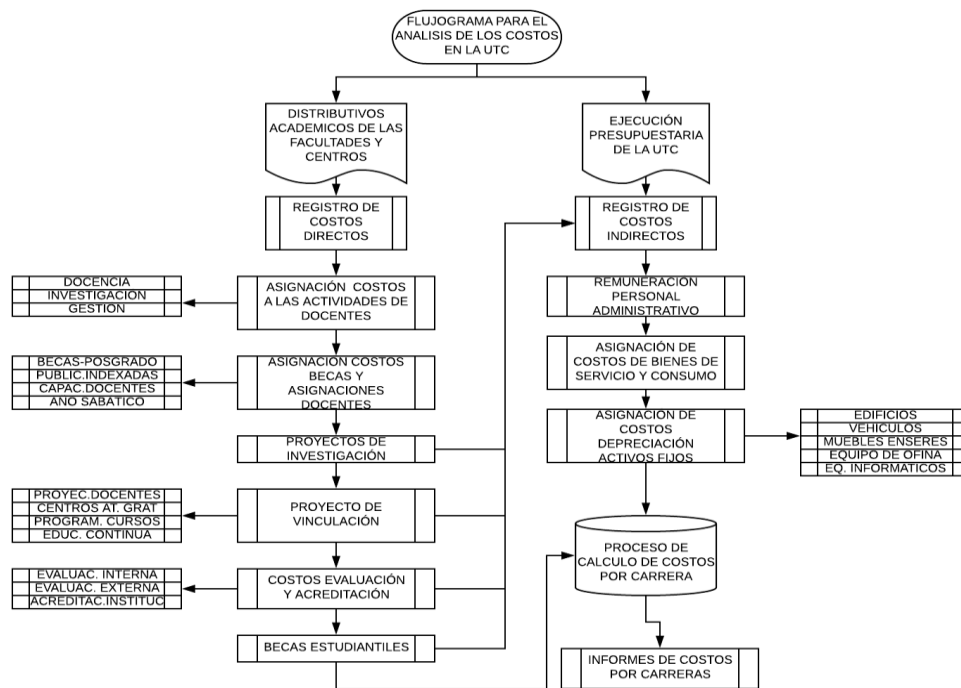 FLUJOGRAMA PARA EL
ANALISIS DE LOS COSTOS
EN LA UTC
DISTRIBUTIVOS
ACADEMICOS DE LAS
FACULTADES Y
CENTROS
EJECUCIÓN
PRESUPUESTARIA
DE LA UTC
REGISTRO DE
COSTOS
DIRECTOS
REGISTRO DE
COSTOS
INDIRECTOS
DOCENCIA
INVESTIGACION
GESTION
ASIGNACIÓN COSTOS
A LAS ACTIVIDADES DE
DOCENTES
REMUNERACION
PERSONAL
ADMINISTRATIVO
BECAS-POSGRADO
PUBLIC.INDEXADAS
CAPAC.DOCENTES
ANO SABATICO
ASIGNACIÓN COSTOS
BECAS Y
ASIGNACIONES
DOCENTES
ASIGNACIÓN DE
COSTOS DE BIENES DE
SERVICIO Y CONSUMO
ASIGNACION DE
COSTOS
DEPRECIACIÓN
ACTIVOS FIJOS
EDIFICIOS
VEHICULOS
MUEBLES ENSERES
EQUIPO DE OFINA
EQ. INFORMATICOS
PROYECTOS DE
INVESTIGACIÓN
PROYEC.DOCENTES
CENTROS AT. GRAT
PROGRAM. CURSOS
EDUC. CONTINUA
PROYECTO DE
VINCULACIÓN
PROCESO DE
CALCULO DE COSTOS
POR CARRERA
EVALUAC. INTERNA
EVALUAC. EXTERNA
ACREDITAC.INSTITUC
COSTOS EVALUACIÓN
Y ACREDITACIÓN
BECAS ESTUDIANTILES
INFORMES DE COSTOS
POR CARRERAS